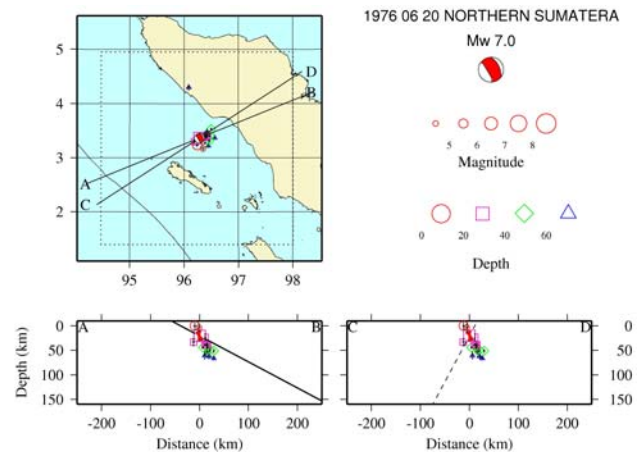 1976 06 20 NORTHERN SUMATERA
Mw 7.0
5
4
3
2
95 96 97 98
A
B
C
D
5 6 7 8
Magnitude
0 20 40 60
Depth
A B
C D
Depth (km)
0
50
100
150
0
50
100
150
-200 -100 0 100 200
-200 -100 0 100 200
Distance (km)
Distance (km)